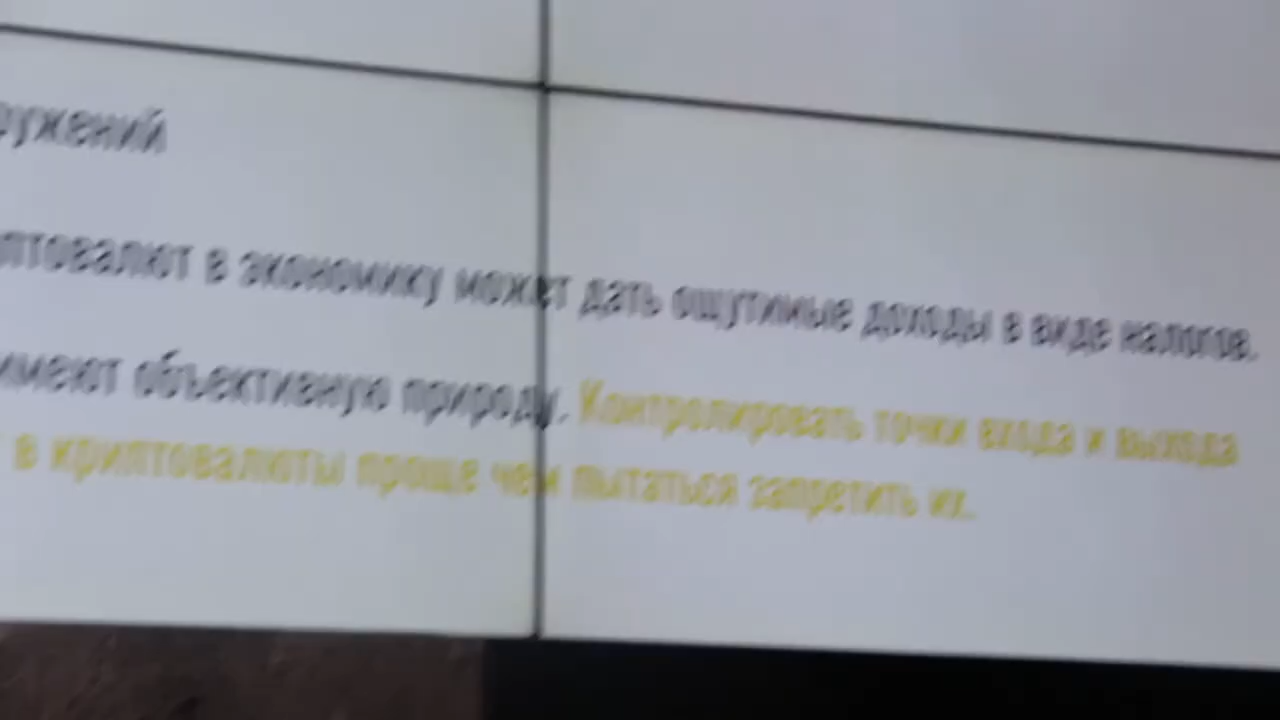 ружений
птовалют в экономику может дать ощутимые доходы в виде налогов.
имеют объективную природу. Контролировать точки входа и выхода
в криптовалюты проще чем пытаться запретить их.